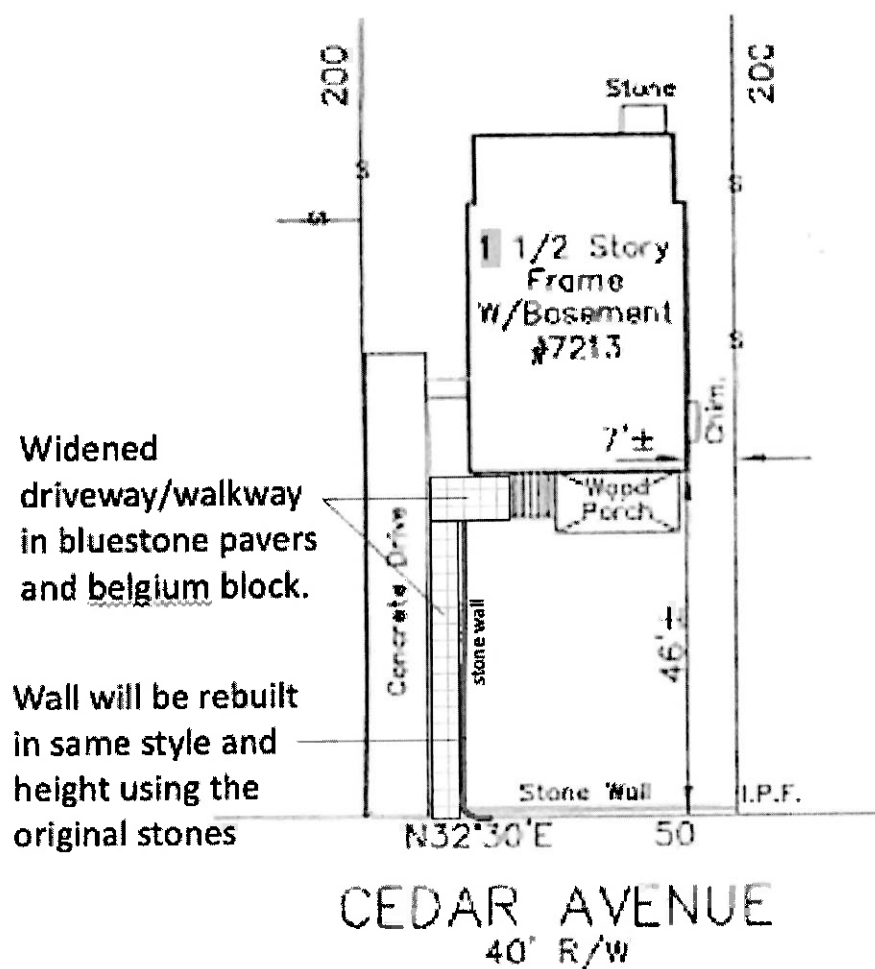 200
200
Stone
S
S
S
1 1/2 Story
Frame
W/Basement
#7213
S
Chim.
7'±
Widened
driveway/walkway
in bluestone pavers
and belgium block.
Wood
Porch
Concrete Drive
stone wall
46'±
Wall will be rebuilt
in same style and
height using the
original stones
Stone Wall
I.P.F.
N32°30'E
50
CEDAR AVENUE
40' R/W